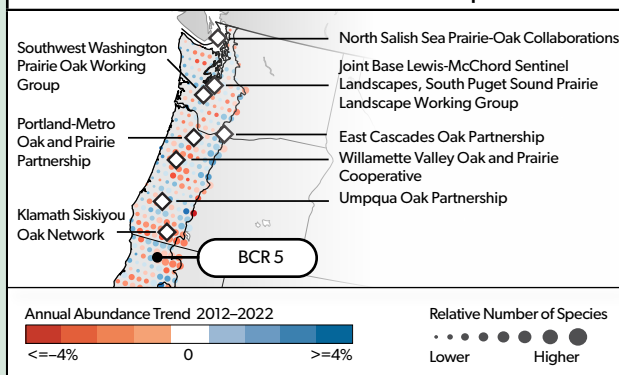 North Salish Sea Prairie-Oak Collaborations
Southwest Washington
Prairie Oak Working
Group
Joint Base Lewis-McChord Sentinel
Landscapes, South Puget Sound Prairie
Landscape Working Group
Portland-Metro
Oak and Prairie
Partnership
East Cascades Oak Partnership
Willamette Valley Oak and Prairie
Cooperative
Umpqua Oak Partnership
Klamath Siskiyou
Oak Network
BCR 5
Annual Abundance Trend 2012–2022
<=–4%
0
>=4%
Relative Number of Species
Lower
Higher